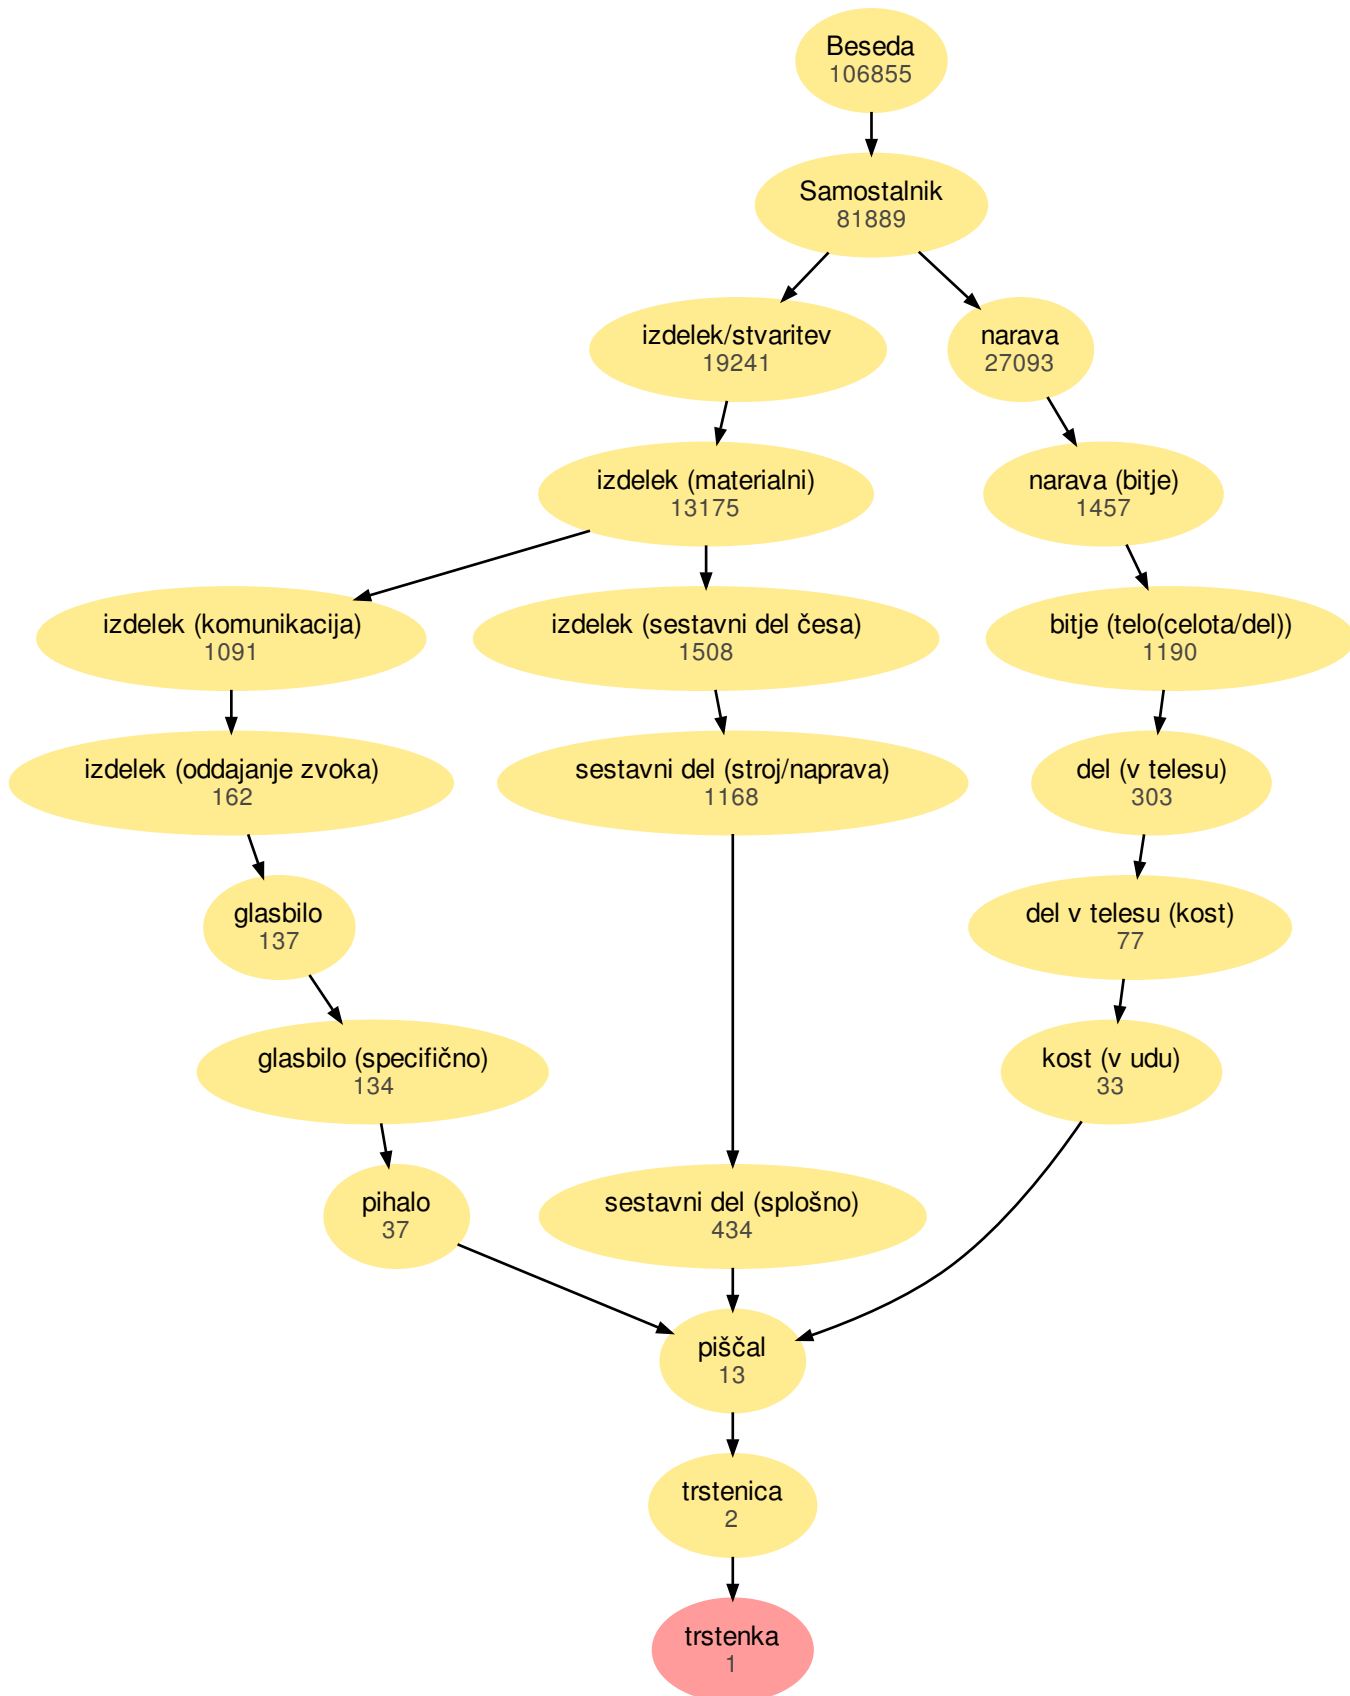 Beseda
106855
Samostalnik
81889
izdelek/stvaritev
19241
narava
27093
izdelek (materialni)
13175
narava (bitje)
1457
izdelek (komunikacija)
1091
izdelek (sestavni del česa)
1508
bitje (telo(celota/del))
1190
izdelek (oddajanje zvoka)
162
sestavni del (stroj/naprava)
1168
del (v telesu)
303
glasbilo
137
del v telesu (kost)
77
glasbilo (specifično)
134
kost (v udu)
33
pihalo
37
sestavni del (splošno)
434
piščal
13
trstenica
2
trstenka
1